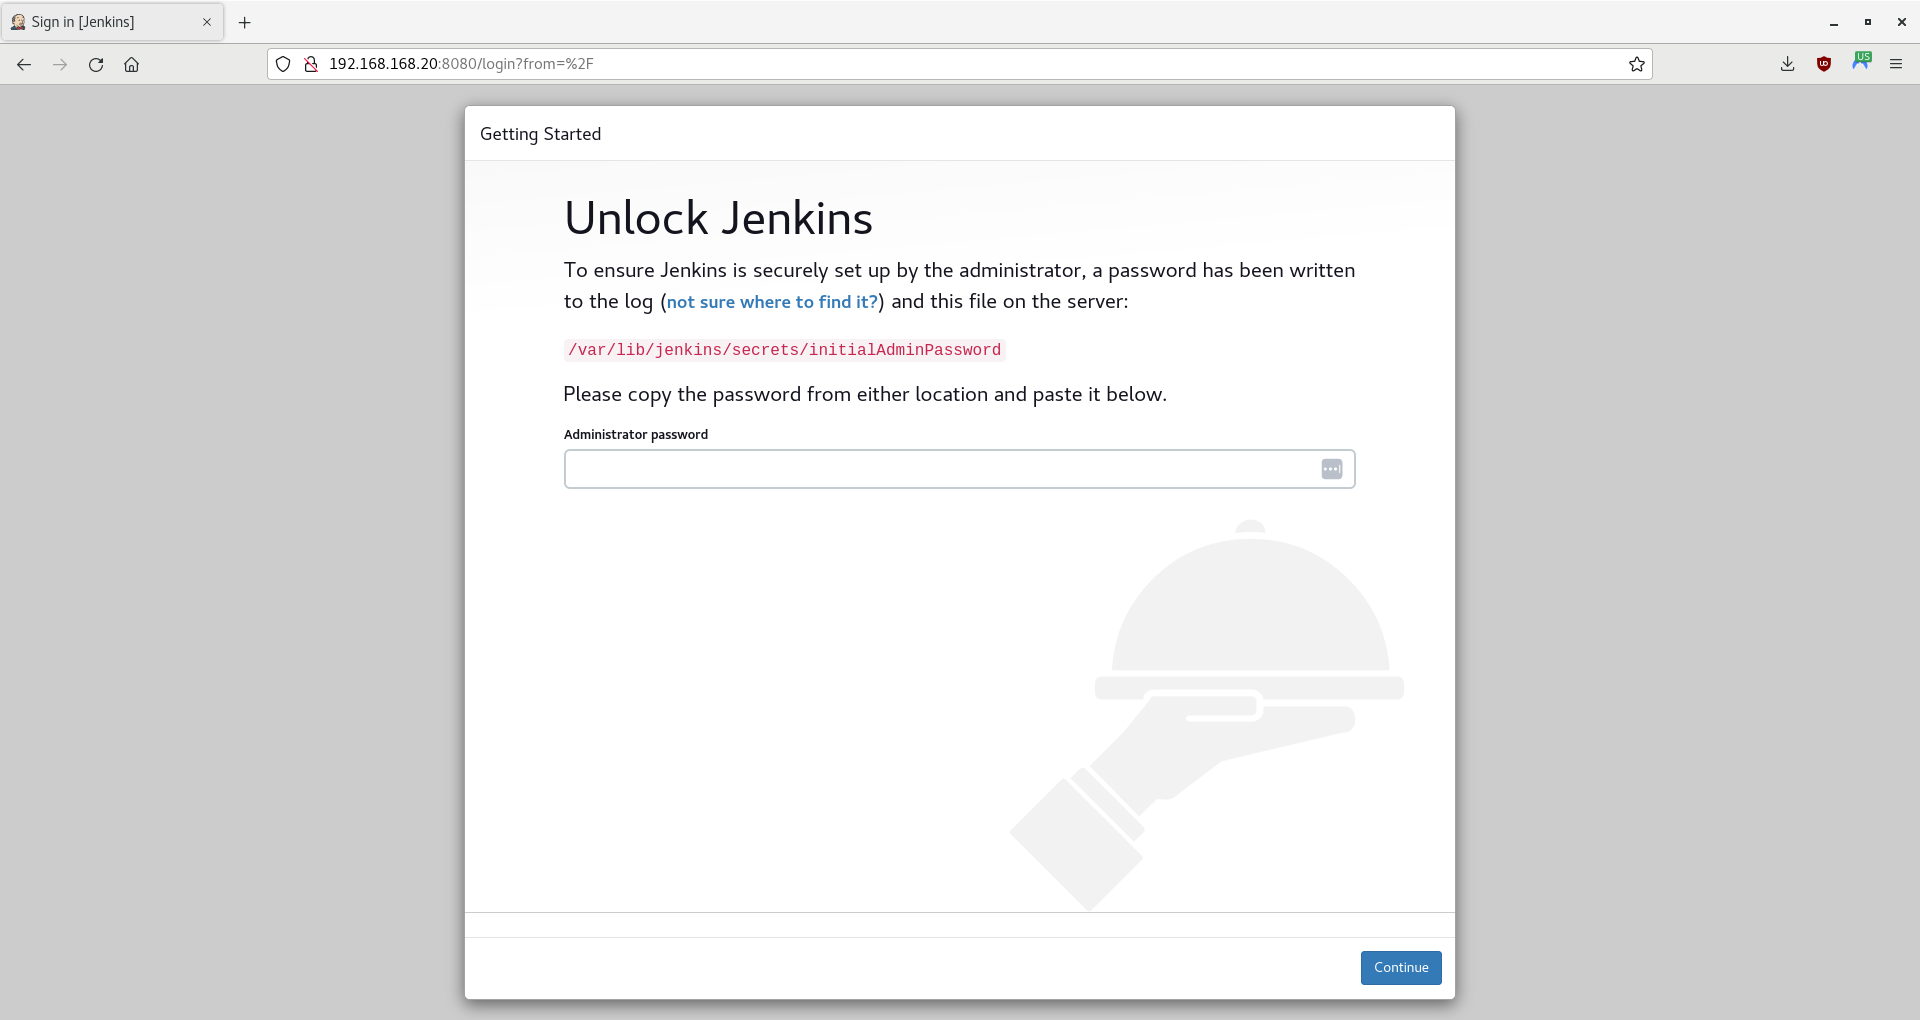 Sign in [Jenkins]
192.168.168.20:8080/login?from=%2F
US
Getting Started
Unlock Jenkins
To ensure Jenkins is securely set up by the administrator, a password has been written
to the log (not sure where to find it?) and this file on the server:
/var/lib/jenkins/secrets/initialAdminPassword
Please copy the password from either location and paste it below.
Administrator password
Continue